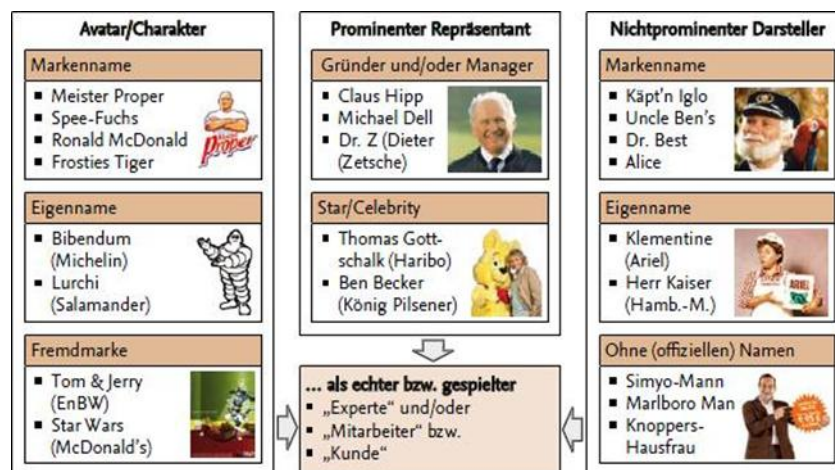 Avatar/Charakter
Markenname
▪ Meister Proper
▪ Spee-Fuchs
▪ Ronald McDonald
▪ Frosties Tiger
Proper
Eigenname
▪ Bibendum
(Michelin)
▪ Lurchi
(Salamander)
Fremdmarke
▪ Tom & Jerry
(EnBW)
▪ Star Wars
(McDonald's)
Prominenter Repräsentant
Gründer und/oder Manager
▪ Claus Hipp
▪ Michael Dell
▪ Dr. Z (Dieter
(Zetsche)
Star/Celebrity
▪ Thomas Gott-
schalk (Haribo)
▪ Ben Becker
(König Pilsener)
... als echter bzw. gespielter
▪ „Experte“ und/oder
▪ „Mitarbeiter“ bzw.
▪ „Kunde“
Nichtprominenter Darsteller
Markenname
▪ Käpt'n Iglo
▪ Uncle Ben's
▪ Dr. Best
▪ Alice
Eigenname
▪ Klementine
(Ariel)
▪ Herr Kaiser
(Hamb.-M.)
ARIEL
Ohne (offiziellen) Namen
▪ Simyo-Mann
▪ Marlboro Man
▪ Knoppers-
Hausfrau